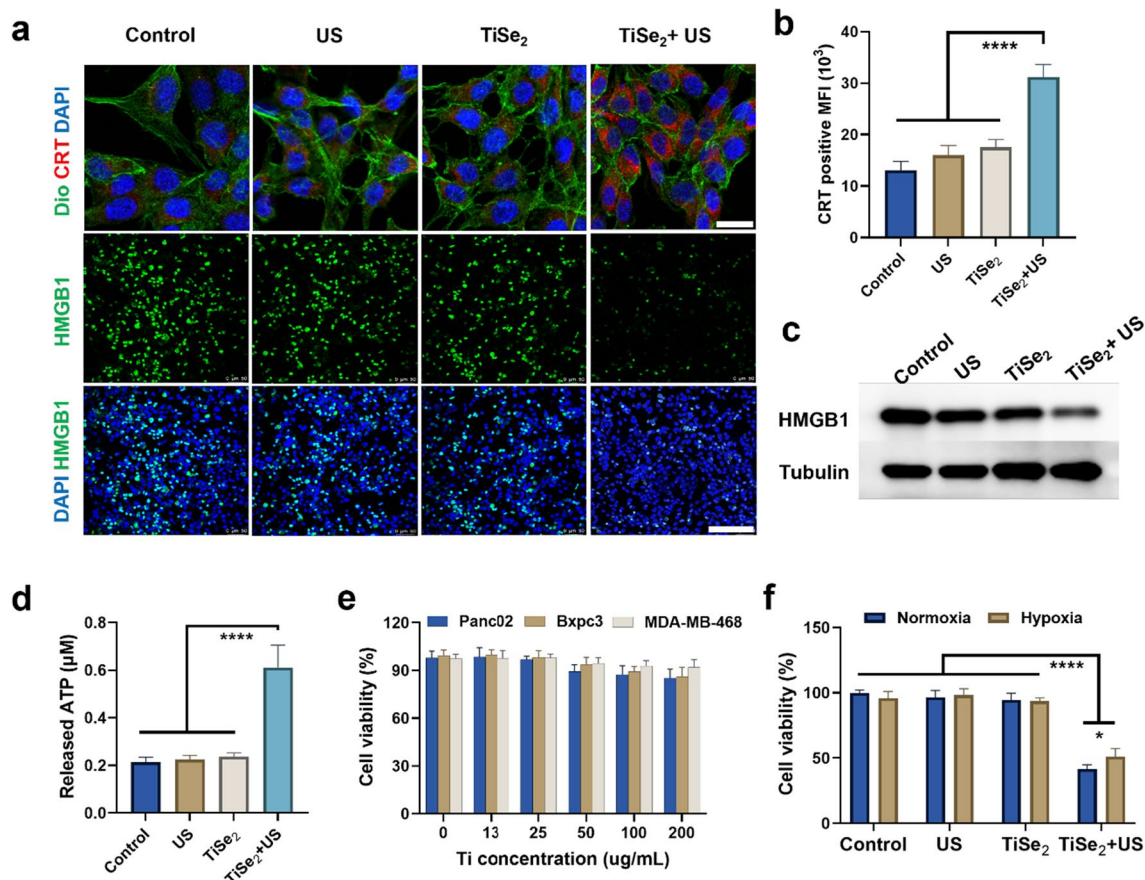 a
Control
US
TiSe₂
TiSe₂+ US
Dio CRT DAPI
HMGB1
DAPI HMGB1
b
CRT positive MFI (10³)
40
30
20
10
0
****
Control
US
TiSe₂
TiSe₂+US
c
Control
US
TiSe₂
TiSe₂+ US
HMGB1
Tubulin
d
Released ATP (µM)
0.8
0.6
0.4
0.2
0.0
****
Control
US
TiSe₂
TiSe₂+US
e
Panc02
Bxpc3
MDA-MB-468
Cell viability (%)
120
90
60
30
0
0 13 25 50 100 200
Ti concentration (ug/mL)
f
Normoxia
Hypoxia
Cell viability (%)
150
100
50
0
****
*
Control
US
TiSe₂
TiSe₂+US